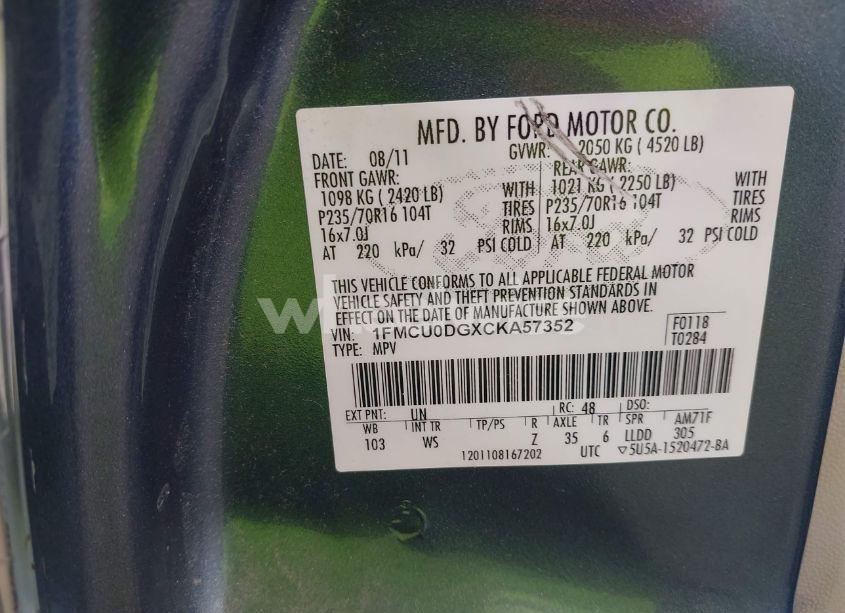 MFD. BY FORD MOTOR CO.
DATE: 08/11 GVWR: 2050 KG ( 4520 LB)
FRONT GAWR: REAR GAWR:
1098 KG ( 2420 LB) WITH 1021 KG ( 2250 LB) WITH
P235/70R16 104T TIRES P235/70R16 104T TIRES
16x7.0J RIMS 16x7.0J RIMS
AT 220 kPa/ 32 PSI COLD AT 220 kPa/ 32 PSI COLD
THIS VEHICLE CONFORMS TO ALL APPLICABLE FEDERAL MOTOR
VEHICLE SAFETY AND THEFT PREVENTION STANDARDS IN
EFFECT ON THE DATE OF MANUFACTURE SHOWN ABOVE.
VIN: 1FMCU0DGXCKA57352 F0118
TYPE: MPV T0284
EXT PNT: UN RC: 48 DSO:
WB INT TR TP/PS R AXLE TR SPR AM71F
103 WS Z 35 6 LLDD 305
1201108167202 UTC ▽5U5A-1520472-BA